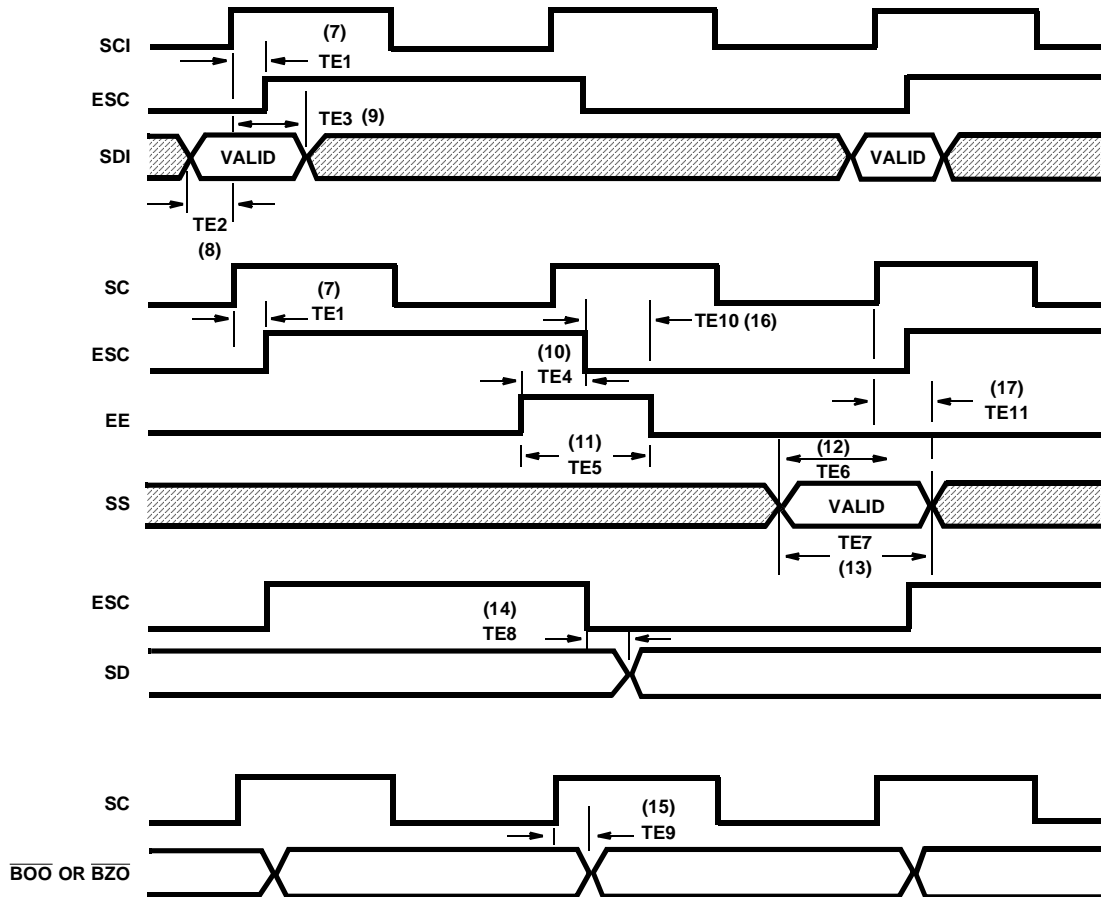 SCI
(7)
TE1
ESC
TE3 (9)
SDI
VALID
VALID
TE2
(8)
SC
(7)
TE1
TE10 (16)
ESC
(10)
TE4
(17)
TE11
EE
(11)
TE5
(12)
TE6
SS
VALID
TE7
(13)
ESC
(14)
TE8
SD
SC
(15)
TE9
B̅O̅O̅ OR B̅Z̅O̅